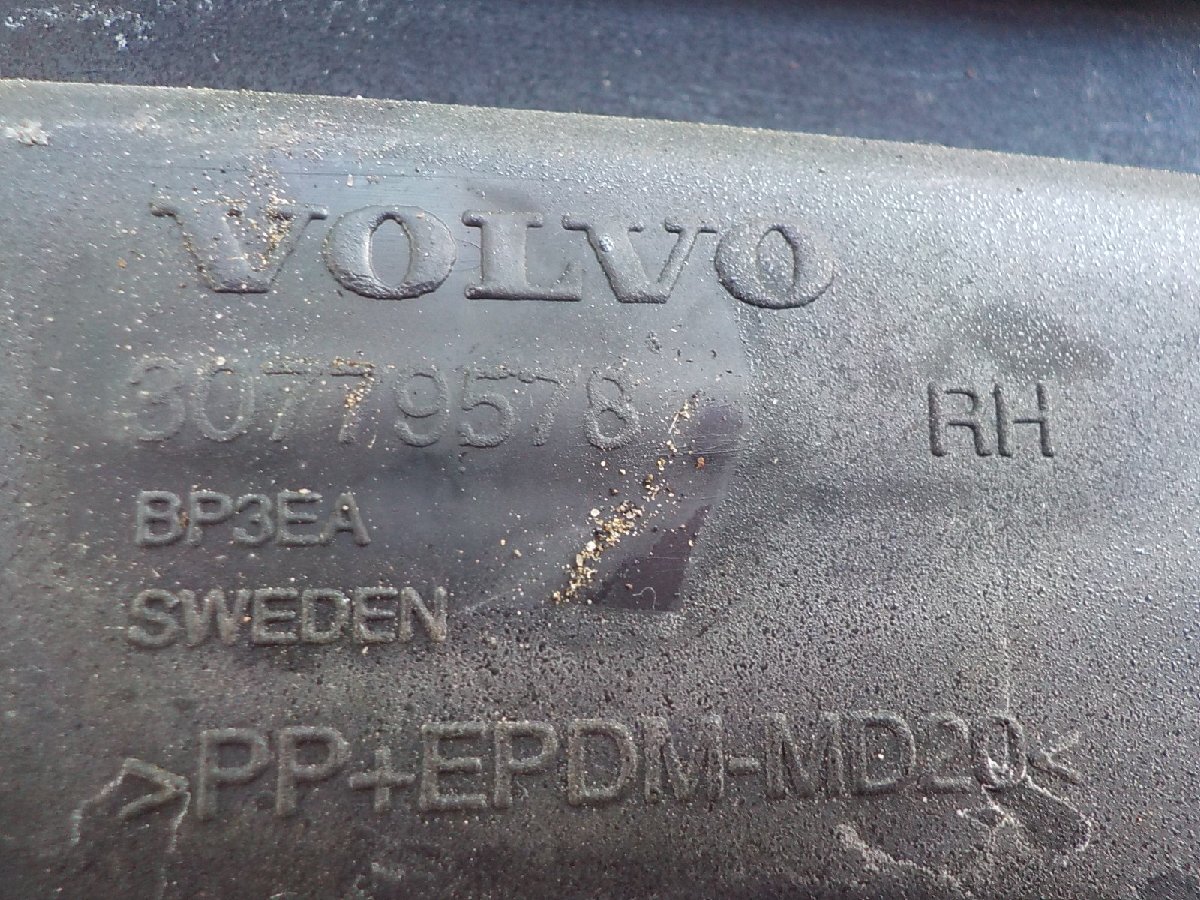 VOLVO
30779578 RH
BP3EA
SWEDEN
>PP+EPDM-MD20<